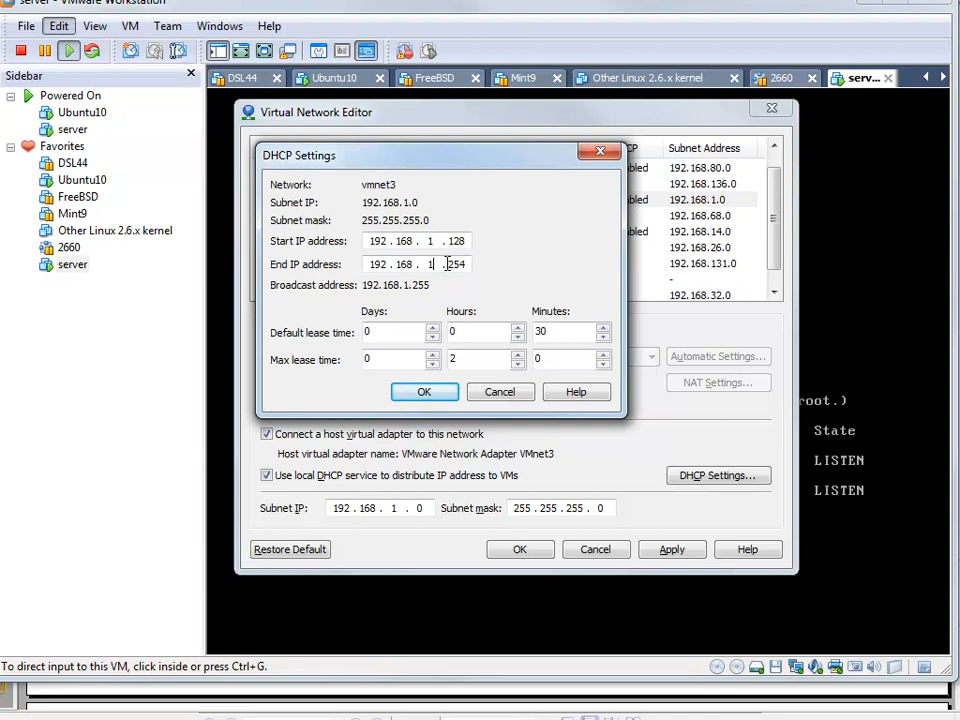 server - VMware Workstation
File Edit View VM Team Windows Help
Sidebar
DSL44 Ubuntu10 FreeBSD Mint9 Other Linux 2.6.x kernel 2660 serv...
Powered On
Ubuntu10
server
Favorites
DSL44
Ubuntu10
FreeBSD
Mint9
Other Linux 2.6.x kernel
2660
server
Virtual Network Editor
CP Subnet Address
bled 192.168.80.0
192.168.136.0
bled 192.168.1.0
192.168.68.0
bled 192.168.14.0
192.168.26.0
bled 192.168.131.0
-
192.168.32.0
DHCP Settings
Network: vmnet3
Subnet IP: 192.168.1.0
Subnet mask: 255.255.255.0
Start IP address: 192 . 168 . 1 . 128
End IP address: 192 . 168 . 1 . 254
Broadcast address: 192.168.1.255
Days: Hours: Minutes:
Default lease time: 0 0 30
Max lease time: 0 2 0
OK Cancel Help
Automatic Settings...
NAT Settings...
Connect a host virtual adapter to this network
Host virtual adapter name: VMware Network Adapter VMnet3
Use local DHCP service to distribute IP address to VMs
DHCP Settings...
Subnet IP: 192 . 168 . 1 . 0 Subnet mask: 255 . 255 . 255 . 0
Restore Default OK Cancel Apply Help
root.)
State
LISTEN
LISTEN
To direct input to this VM, click inside or press Ctrl+G.